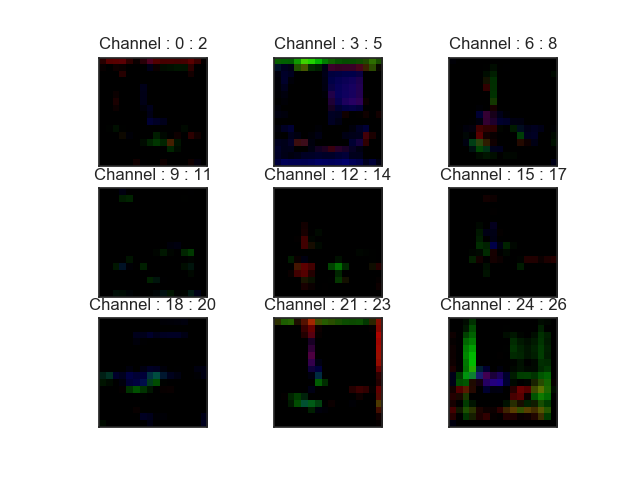 Channel : 0 : 2
Channel : 3 : 5
Channel : 6 : 8
Channel : 9 : 11
Channel : 12 : 14
Channel : 15 : 17
Channel : 18 : 20
Channel : 21 : 23
Channel : 24 : 26